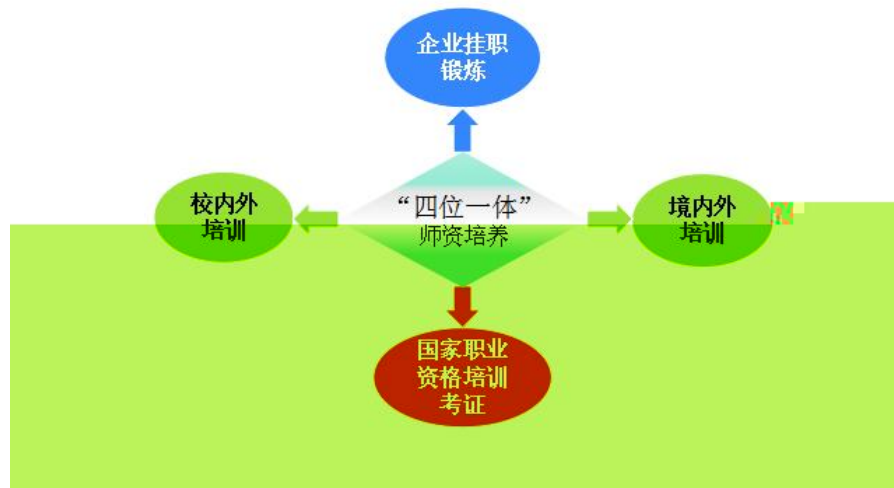 企业挂职
锻炼
校内外
培训
“四位一体”
师资培养
境内外
培训
国家职业
资格培训
考证